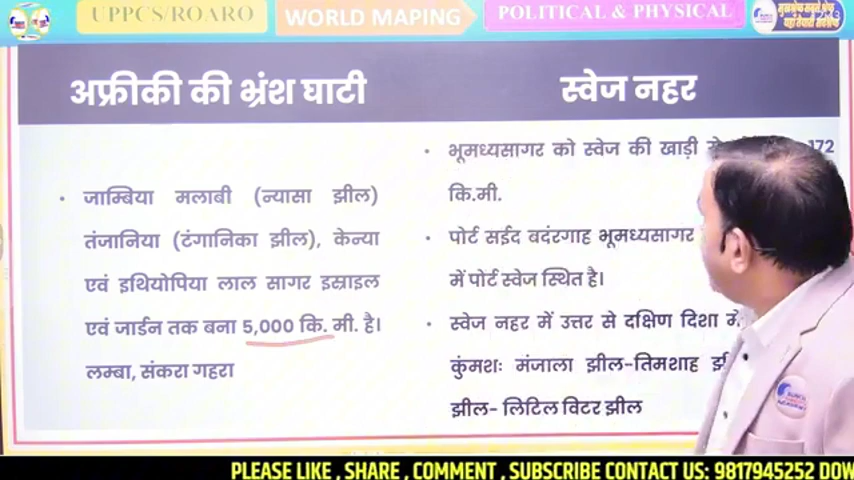 UPPCS/ROARO
WORLD MAPING
POLITICAL & PHYSICAL
अफ्रीकी की भ्रंश घाटी
जाम्बिया मलाबी (न्यासा झील)
तंजानिया (टंगानिका झील), केन्या
एवं इथियोपिया लाल सागर इस्राइल
एवं जार्डन तक बना 5,000 कि. मी. है।
लम्बा, संकरा गहरा
स्वेज नहर
भूमध्यसागर को स्वेज की खाड़ी 172
कि.मी.
पोर्ट सईद बदंरगाह भूमध्यसागर
में पोर्ट स्वेज स्थित है।
स्वेज नहर में उत्तर से दक्षिण दिशा
कुंमशः मंजाला झील-तिमशाह
झील- लिटिल विटर झील
PLEASE LIKE , SHARE , COMMENT , SUBSCRIBE CONTACT US: 9817945252